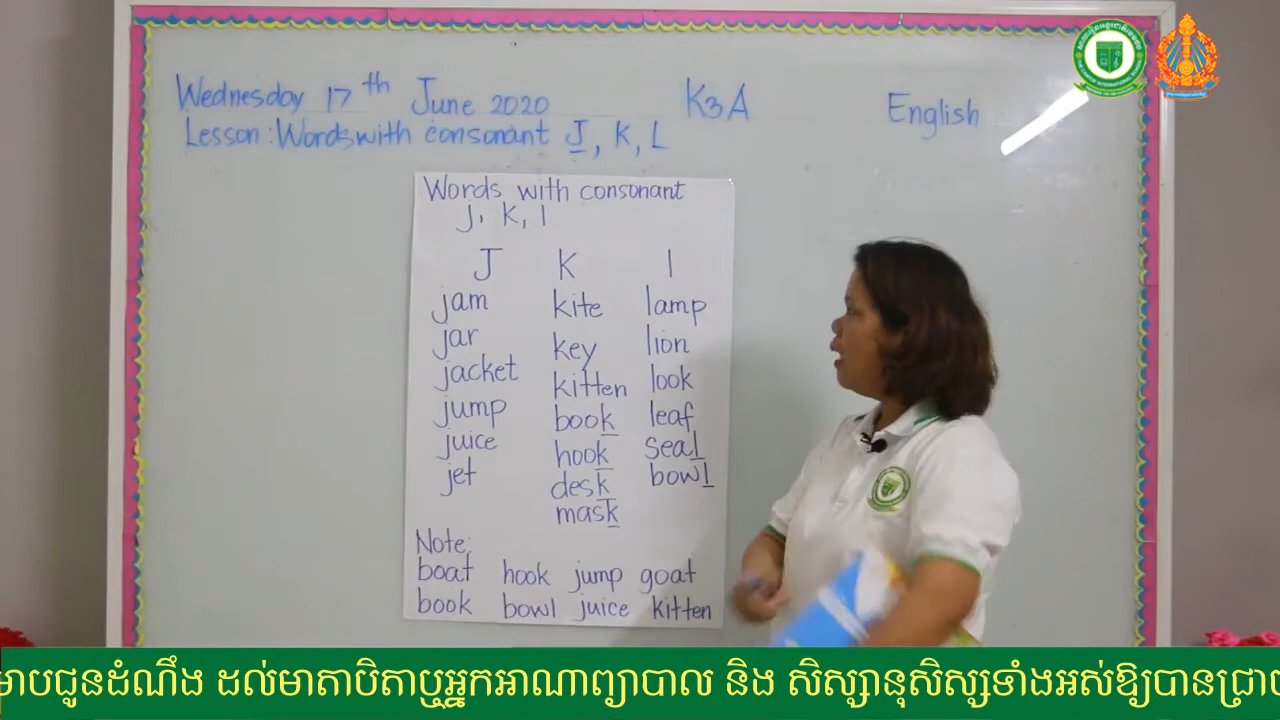 Wednesday 17th June 2020 K3A English
Lesson: Words with consonant J, K, L
Words with consonant
j, k, l
J K l
jam kite lamp
jar key lion
jacket kitten look
jump book leaf
juice hook seal
jet desk bowl
mask
Note:
boat hook jump goat
book bowl juice kitten
ជូនដំណឹង ដល់មាតាបិតាឬអ្នកអាណាព្យាបាល និង សិស្សានុសិស្សទាំងអស់ឱ្យបានជ្រាប